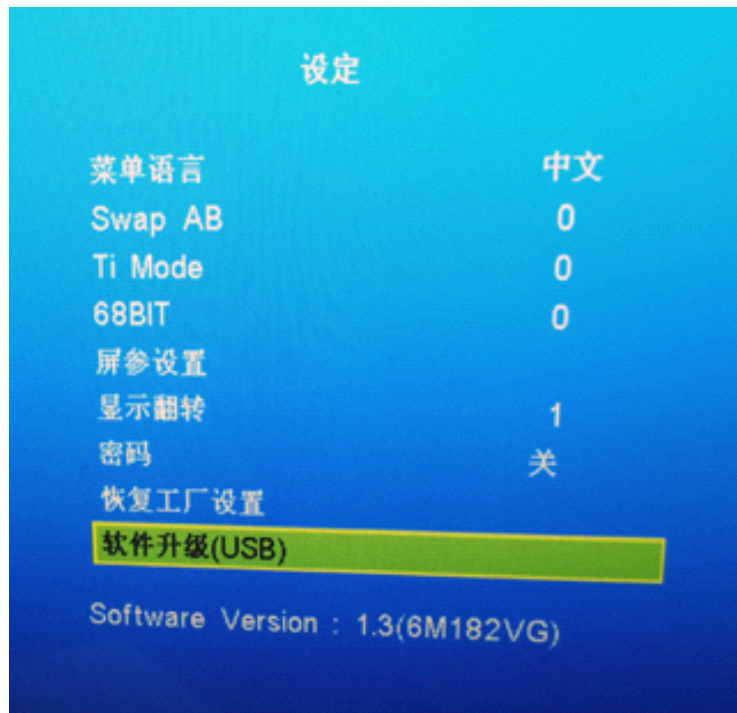 设定
菜单语言 中文
Swap AB 0
Ti Mode 0
68BIT 0
屏参设置
显示翻转 1
密码 关
恢复工厂设置
软件升级(USB)
Software Version : 1.3(6M182VG)